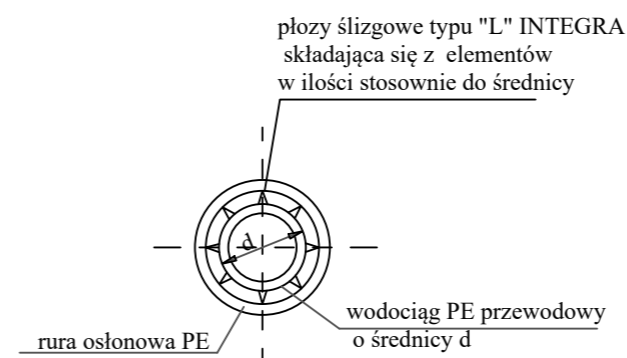 płozy ślizgowe typu "L" INTEGRA
składająca się z elementów
w ilości stosownie do średnicy
d
wodociąg PE przewodowy
o średnicy d
rura osłonowa PE